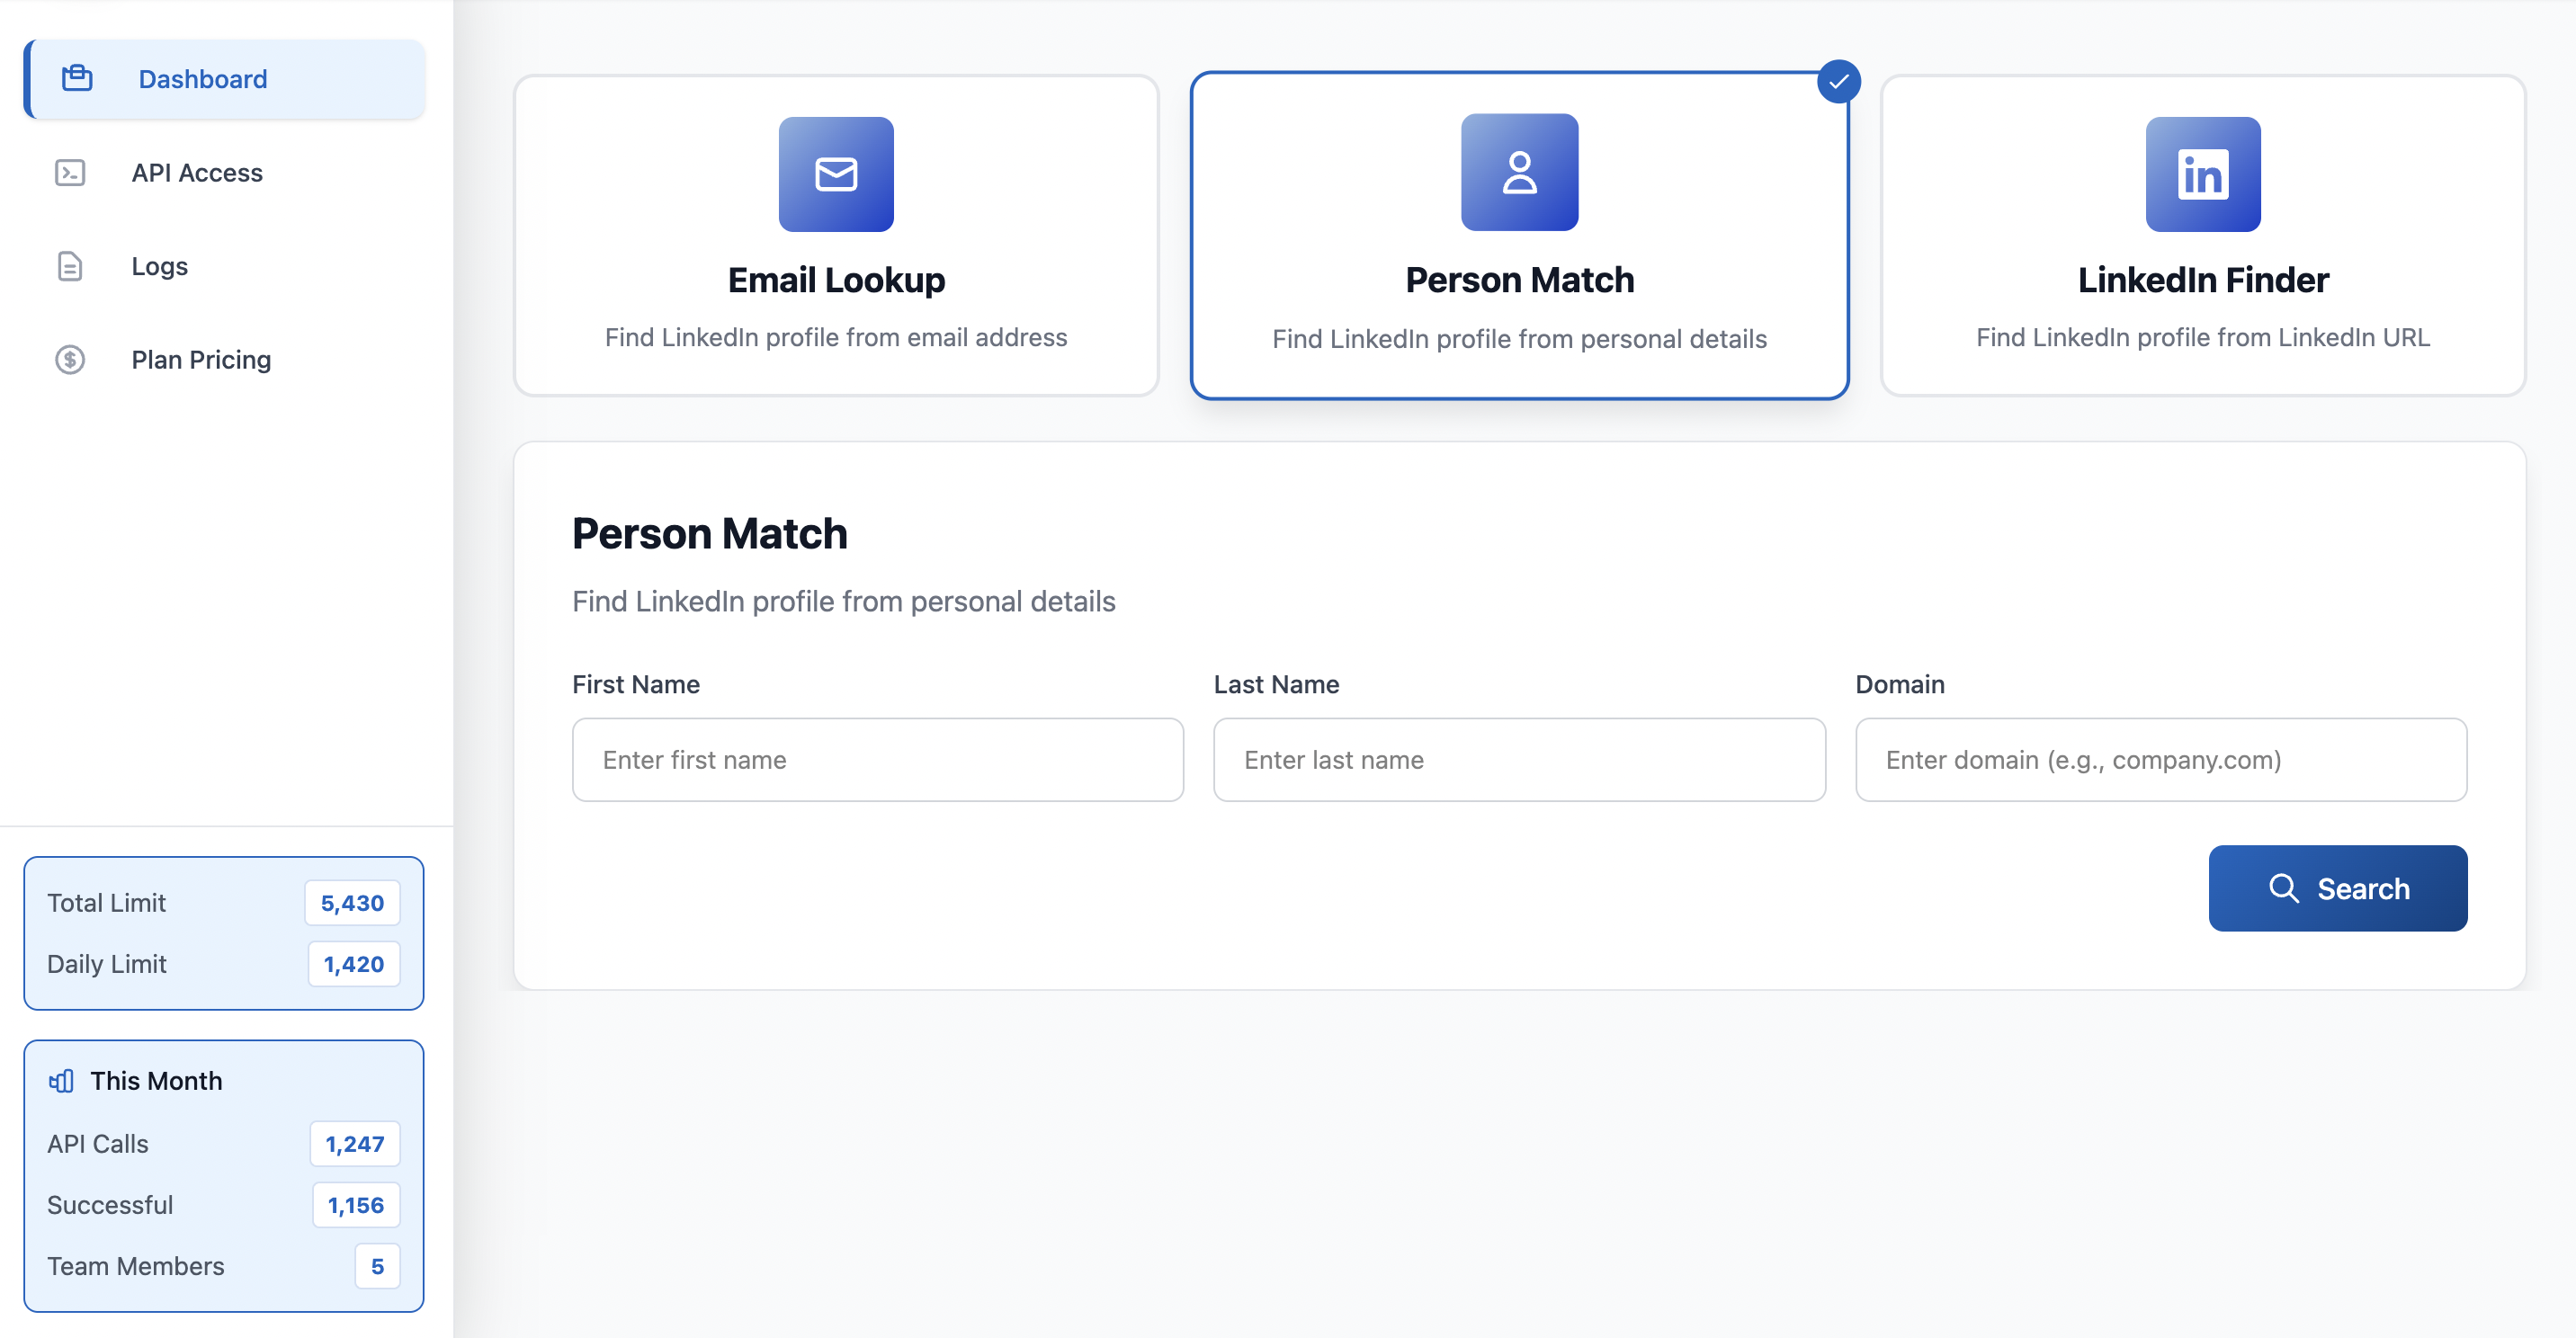 Dashboard
API Access
Logs
Plan Pricing
Total Limit 5,430
Daily Limit 1,420
This Month
API Calls 1,247
Successful 1,156
Team Members 5
Email Lookup
Find LinkedIn profile from email address
Person Match
Find LinkedIn profile from personal details
in
LinkedIn Finder
Find LinkedIn profile from LinkedIn URL
Person Match
Find LinkedIn profile from personal details
First Name
Enter first name
Last Name
Enter last name
Domain
Enter domain (e.g., company.com)
Search